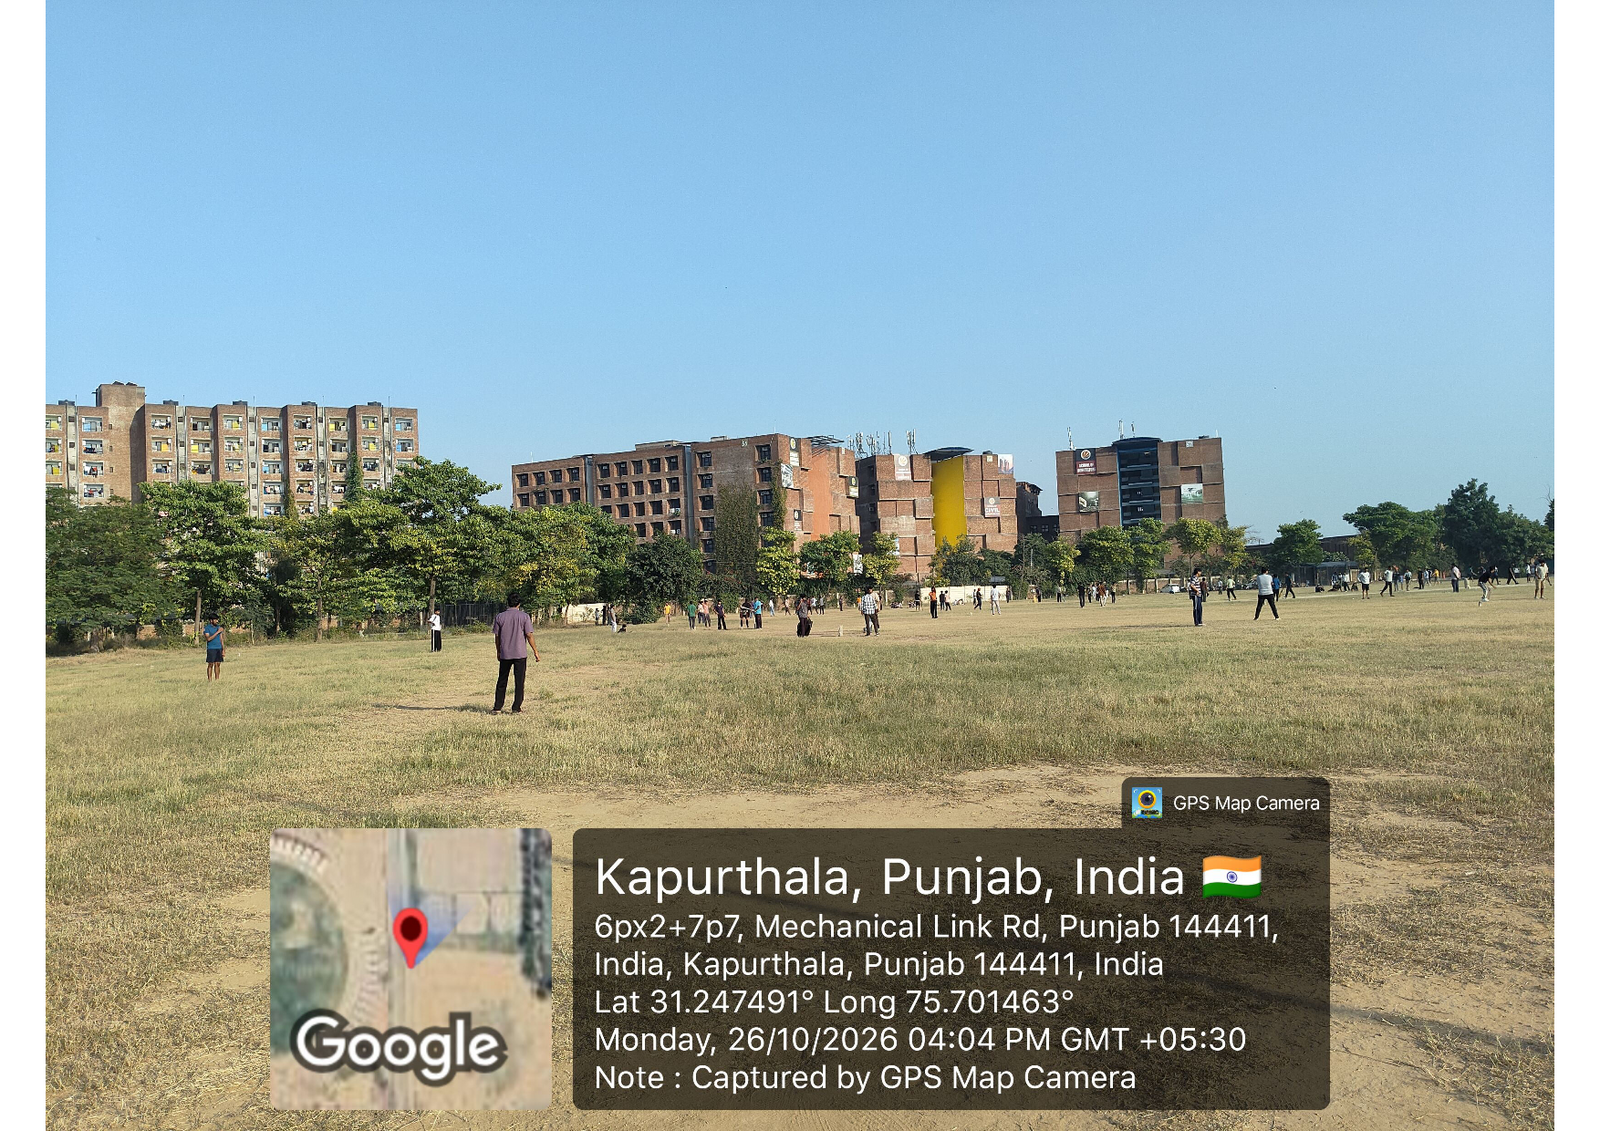 GPS Map Camera
Kapurthala, Punjab, India 🇮🇳
6px2+7p7, Mechanical Link Rd, Punjab 144411,
India, Kapurthala, Punjab 144411, India
Lat 31.247491° Long 75.701463°
Monday, 26/10/2026 04:04 PM GMT +05:30
Note : Captured by GPS Map Camera
Google